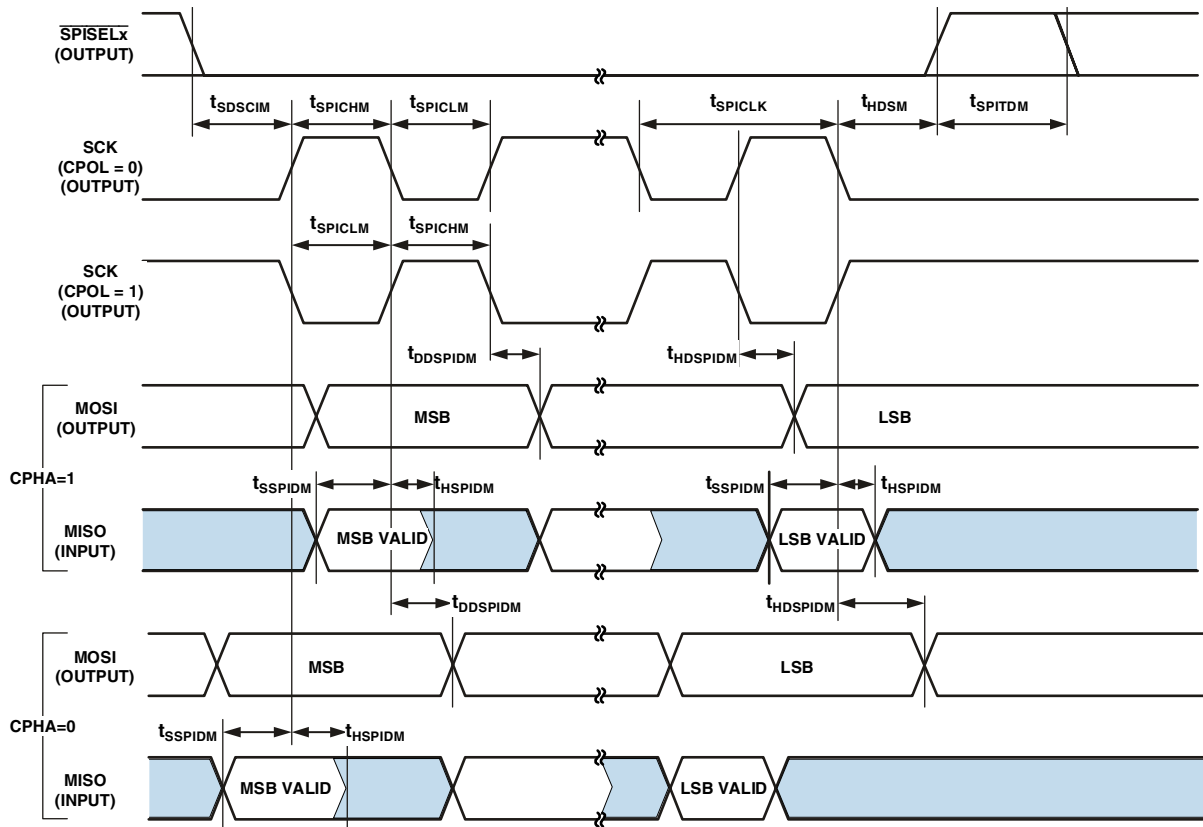 SPISELx
(OUTPUT)
tSDSCIM
tSPICHM
tSPICLM
tSPICLK
tHDSM
tSPITDM
SCK
(CPOL = 0)
(OUTPUT)
tSPICLM
tSPICHM
SCK
(CPOL = 1)
(OUTPUT)
tDDSPIDM
tHDSPIDM
MOSI
(OUTPUT)
MSB
LSB
CPHA=1
tSSPIDM
tHSPIDM
tSSPIDM
tHSPIDM
MISO
(INPUT)
MSB VALID
LSB VALID
tDDSPIDM
tHDSPIDM
MOSI
(OUTPUT)
MSB
LSB
CPHA=0
tSSPIDM
tHSPIDM
MISO
(INPUT)
MSB VALID
LSB VALID